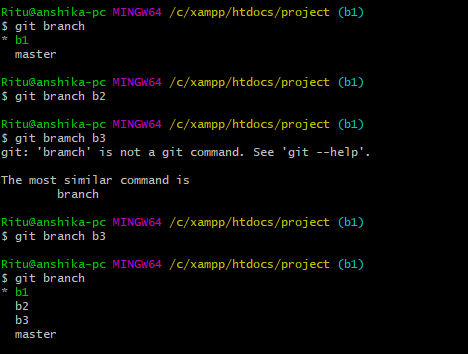 Ritu@anshika-pc MINGW64 /c/xampp/htdocs/project (b1)
$ git branch
* b1
  master
Ritu@anshika-pc MINGW64 /c/xampp/htdocs/project (b1)
$ git branch b2
Ritu@anshika-pc MINGW64 /c/xampp/htdocs/project (b1)
$ git bramch b3
git: 'bramch' is not a git command. See 'git --help'.
The most similar command is
        branch
Ritu@anshika-pc MINGW64 /c/xampp/htdocs/project (b1)
$ git branch b3
Ritu@anshika-pc MINGW64 /c/xampp/htdocs/project (b1)
$ git branch
* b1
  b2
  b3
  master